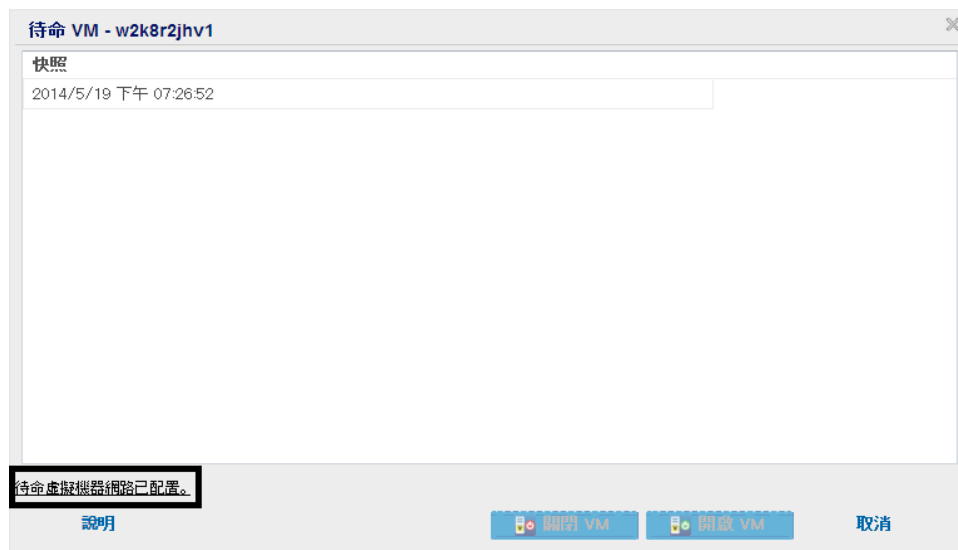 待命 VM - w2k8r2jhv1
快照
2014/5/19 下午 07:26:52
待命虛擬機器網路已配置。
說明
關閉 VM
開啟 VM
取消